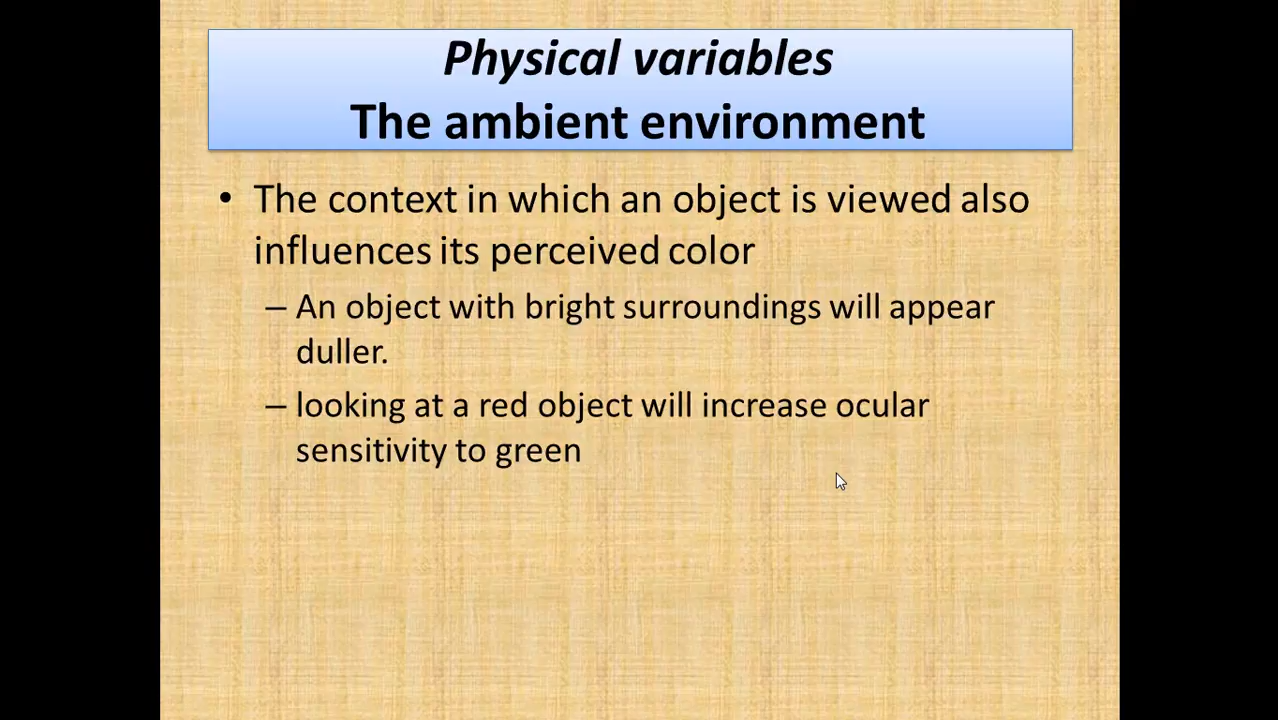 Physical variables
The ambient environment
• The context in which an object is viewed also
influences its perceived color
– An object with bright surroundings will appear
duller.
– looking at a red object will increase ocular
sensitivity to green